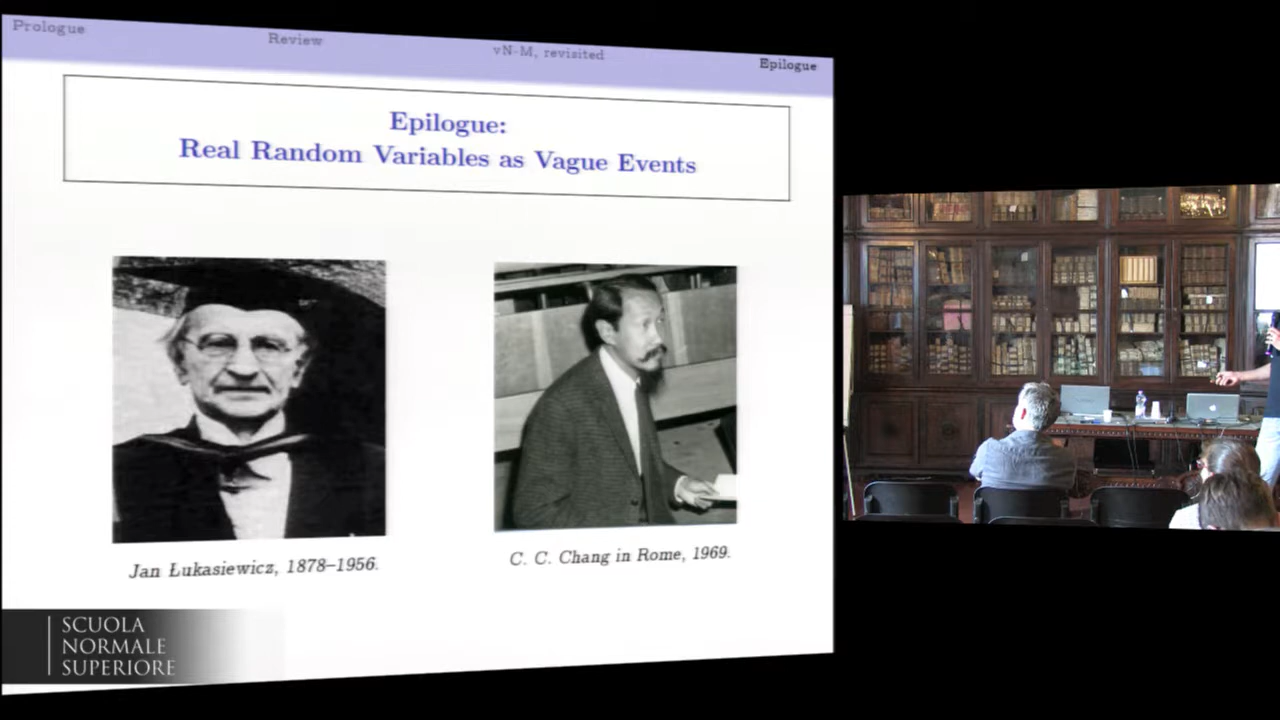 Prologue
Review
vN-M, revisited
Epilogue
Epilogue:
Real Random Variables as Vague Events
Jan Łukasiewicz, 1878–1956.
C. C. Chang in Rome, 1969.
SCUOLA
NORMALE
SUPERIORE